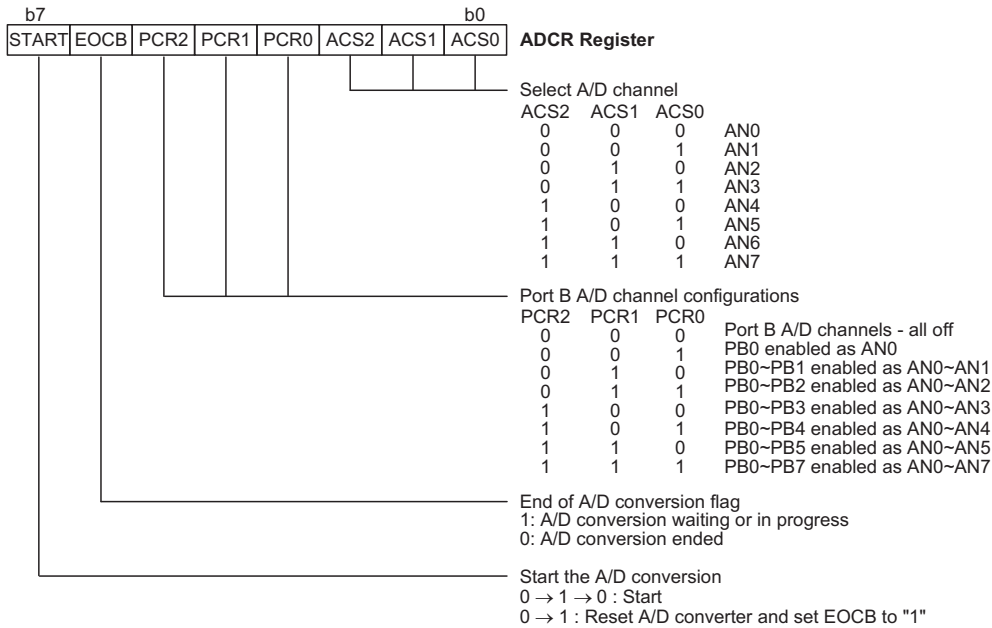 b7 b0
START EOCB PCR2 PCR1 PCR0 ACS2 ACS1 ACS0 ADCR Register
Select A/D channel
ACS2 ACS1 ACS0
0 0 0 AN0
0 0 1 AN1
0 1 0 AN2
0 1 1 AN3
1 0 0 AN4
1 0 1 AN5
1 1 0 AN6
1 1 1 AN7
Port B A/D channel configurations
PCR2 PCR1 PCR0
0 0 0 Port B A/D channels - all off
0 0 1 PB0 enabled as AN0
0 1 0 PB0~PB1 enabled as AN0~AN1
0 1 1 PB0~PB2 enabled as AN0~AN2
1 0 0 PB0~PB3 enabled as AN0~AN3
1 0 1 PB0~PB4 enabled as AN0~AN4
1 1 0 PB0~PB5 enabled as AN0~AN5
1 1 1 PB0~PB7 enabled as AN0~AN7
End of A/D conversion flag
1: A/D conversion waiting or in progress
0: A/D conversion ended
Start the A/D conversion
0 → 1 → 0 : Start
0 → 1 : Reset A/D converter and set EOCB to "1"